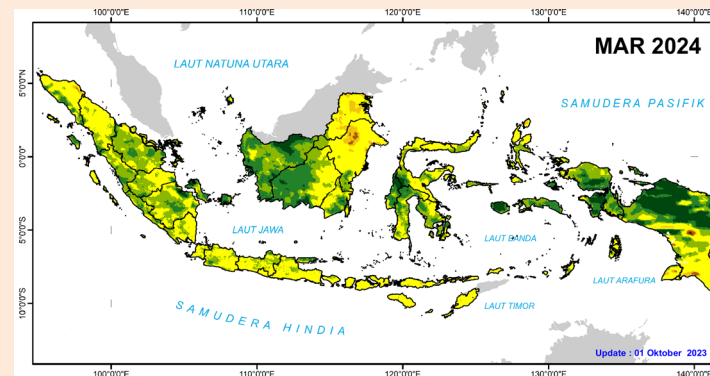 100°0'0"E 110°0'0"E 120°0'0"E 130°0'0"E 140°0'0"E
MAR 2024
LAUT NATUNA UTARA
5°0'0"N
SAMUDERA PASIFIK
0°0'0"
5°0'0"S
LAUT JAWA
LAUT BANDA
LAUT ARAFURA
10°0'0"S
SAMUDERA HINDIA
LAUT TIMOR
Update : 01 Oktober 2023
100°0'0"E 110°0'0"E 120°0'0"E 130°0'0"E 140°0'0"E